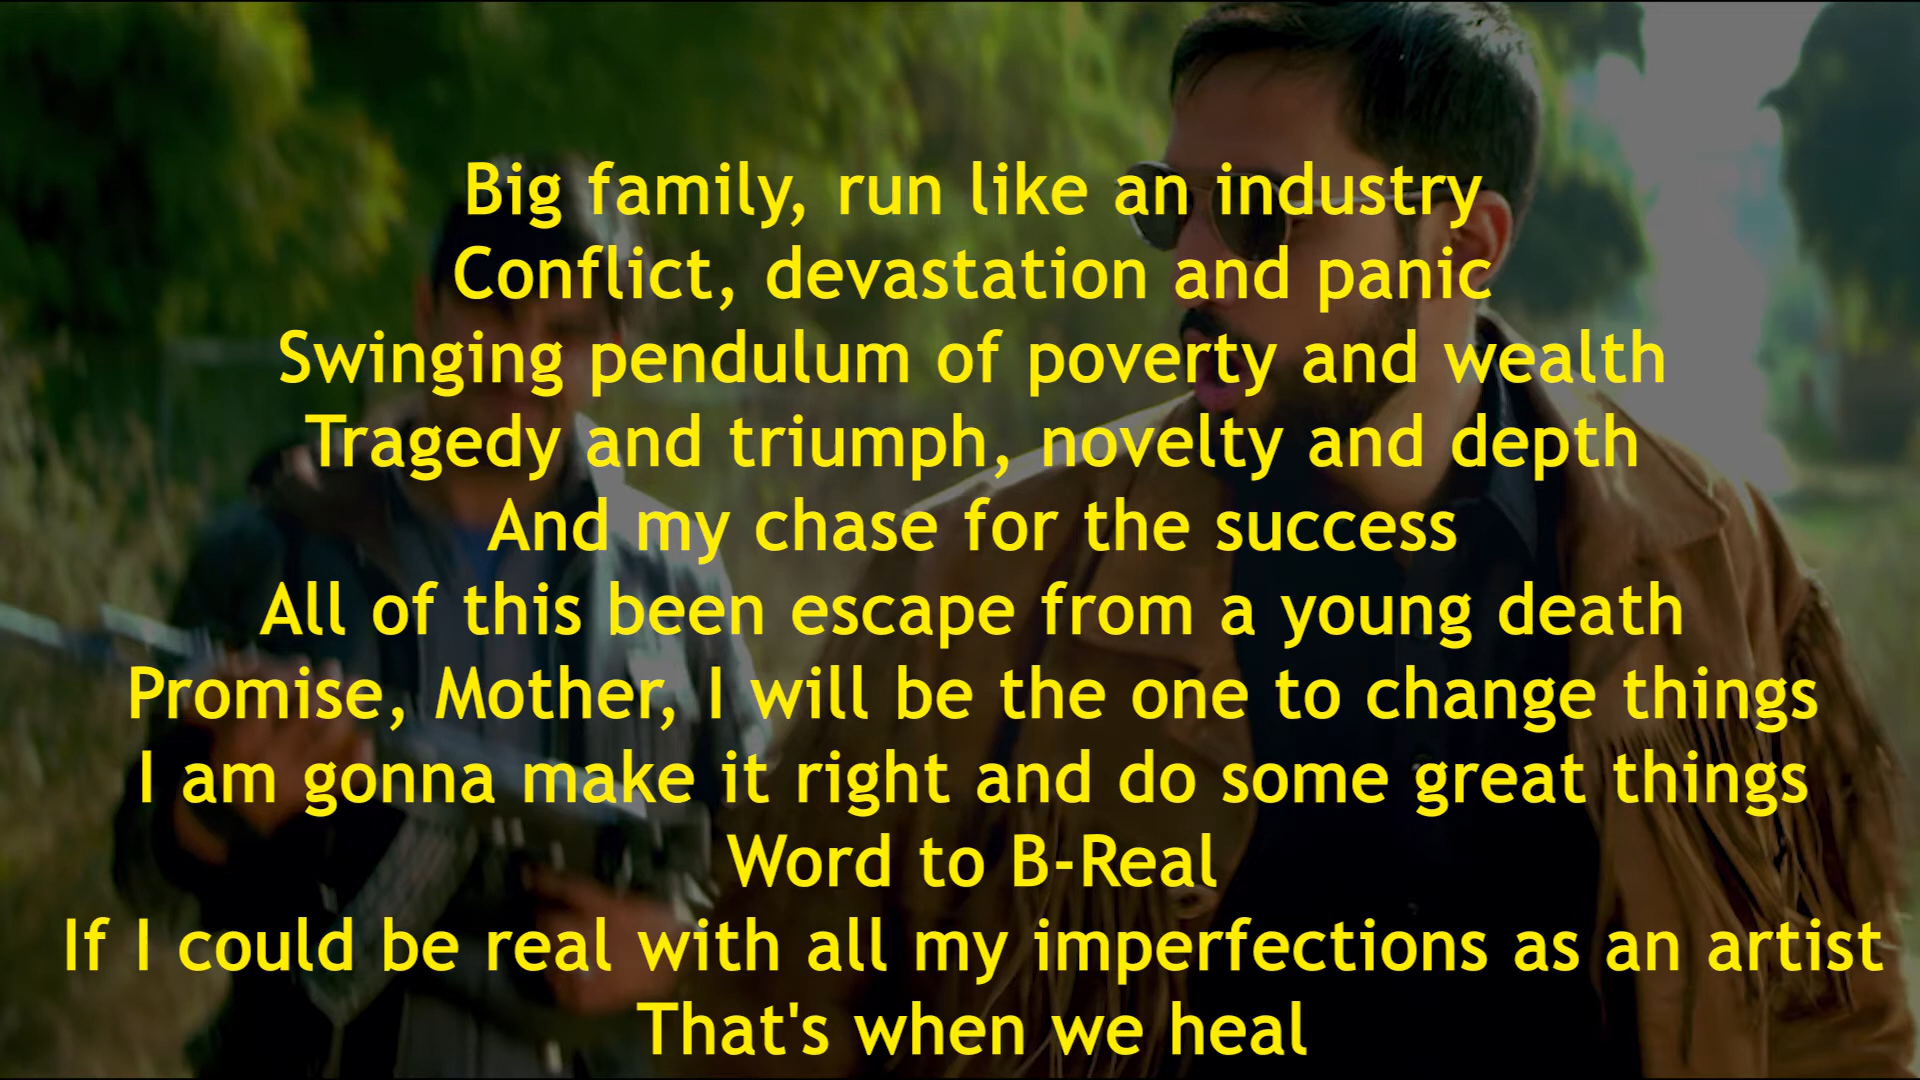 Big family, run like an industry
Conflict, devastation and panic
Swinging pendulum of poverty and wealth
Tragedy and triumph, novelty and depth
And my chase for the success
All of this been escape from a young death
Promise, Mother, I will be the one to change things
I am gonna make it right and do some great things
Word to B-Real
If I could be real with all my imperfections as an artist
That's when we heal